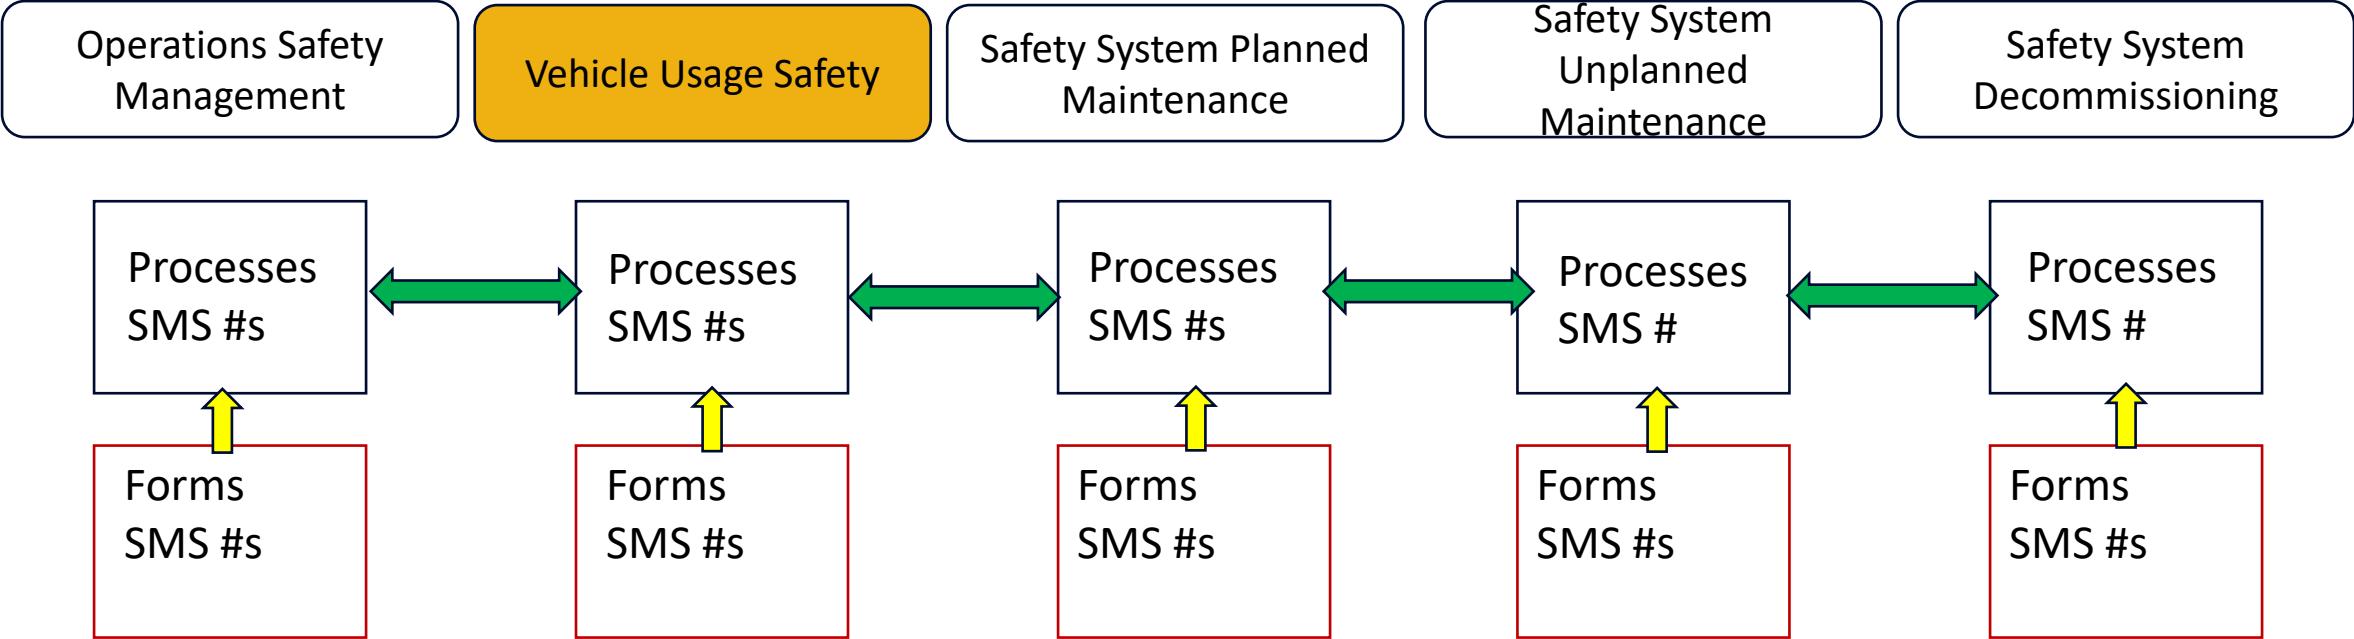 Operations Safety
Management
Vehicle Usage Safety
Safety System Planned
Maintenance
Safety System
Unplanned
Maintenance
Safety System
Decommissioning
Processes
SMS #s
Processes
SMS #s
Processes
SMS #s
Processes
SMS #
Processes
SMS #
Forms
SMS #s
Forms
SMS #s
Forms
SMS #s
Forms
SMS #s
Forms
SMS #s